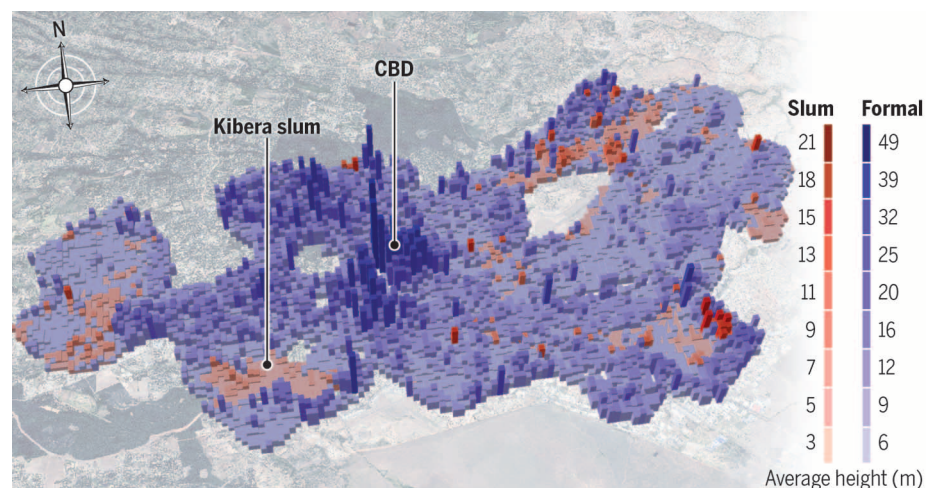 N
CBD
Kibera slum
Slum Formal
21 49
18 39
15 32
13 25
11 20
9 16
7 12
5 9
3 6
Average height (m)